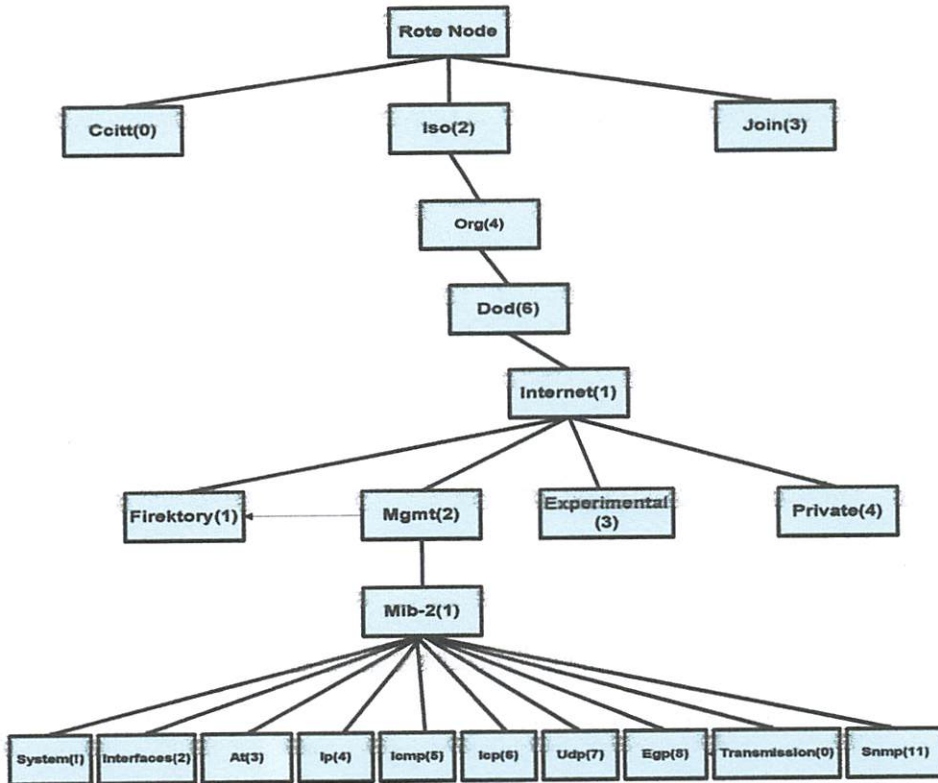 Rote Node
Ccitt(0)
Iso(2)
Join(3)
Org(4)
Dod(6)
Internet(1)
Firektory(1)
Mgmt(2)
Experimental
(3)
Private(4)
Mib-2(1)
System(l)
Interfaces(2)
At(3)
Ip(4)
Icmp(5)
Icp(6)
Udp(7)
Egp(8)
Transmission(0)
Snmp(11)